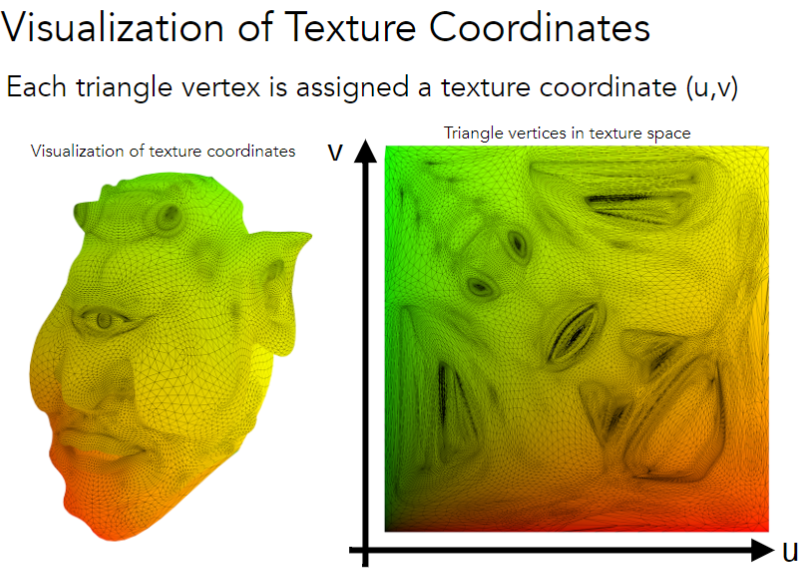 Visualization of Texture Coordinates
Each triangle vertex is assigned a texture coordinate (u,v)
Visualization of texture coordinates
Triangle vertices in texture space
v
u